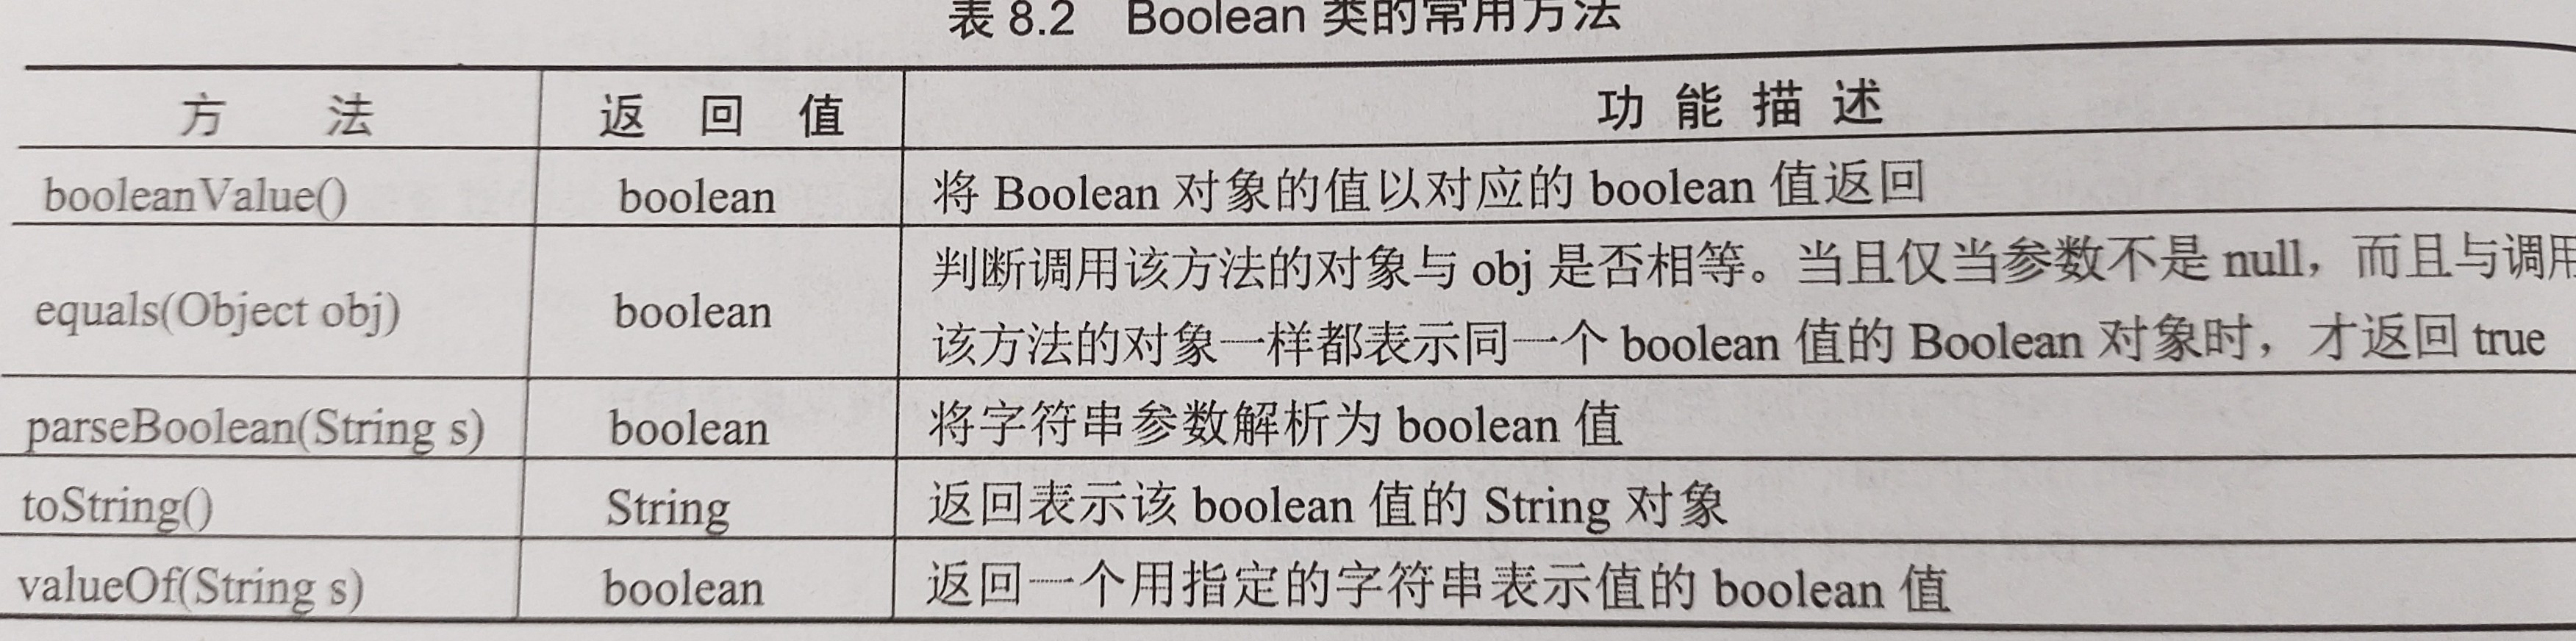 表 8.2 Boolean 类的常用方法
方 法 返 回 值 功 能 描 述
booleanValue() boolean 将 Boolean 对象的值以对应的 boolean 值返回
equals(Object obj) boolean 判断调用该方法的对象与 obj 是否相等。当且仅当参数不是 null，而且与调用
该方法的对象一样都表示同一个 boolean 值的 Boolean 对象时，才返回 true
parseBoolean(String s) boolean 将字符串参数解析为 boolean 值
toString() String 返回表示该 boolean 值的 String 对象
valueOf(String s) boolean 返回一个用指定的字符串表示值的 boolean 值